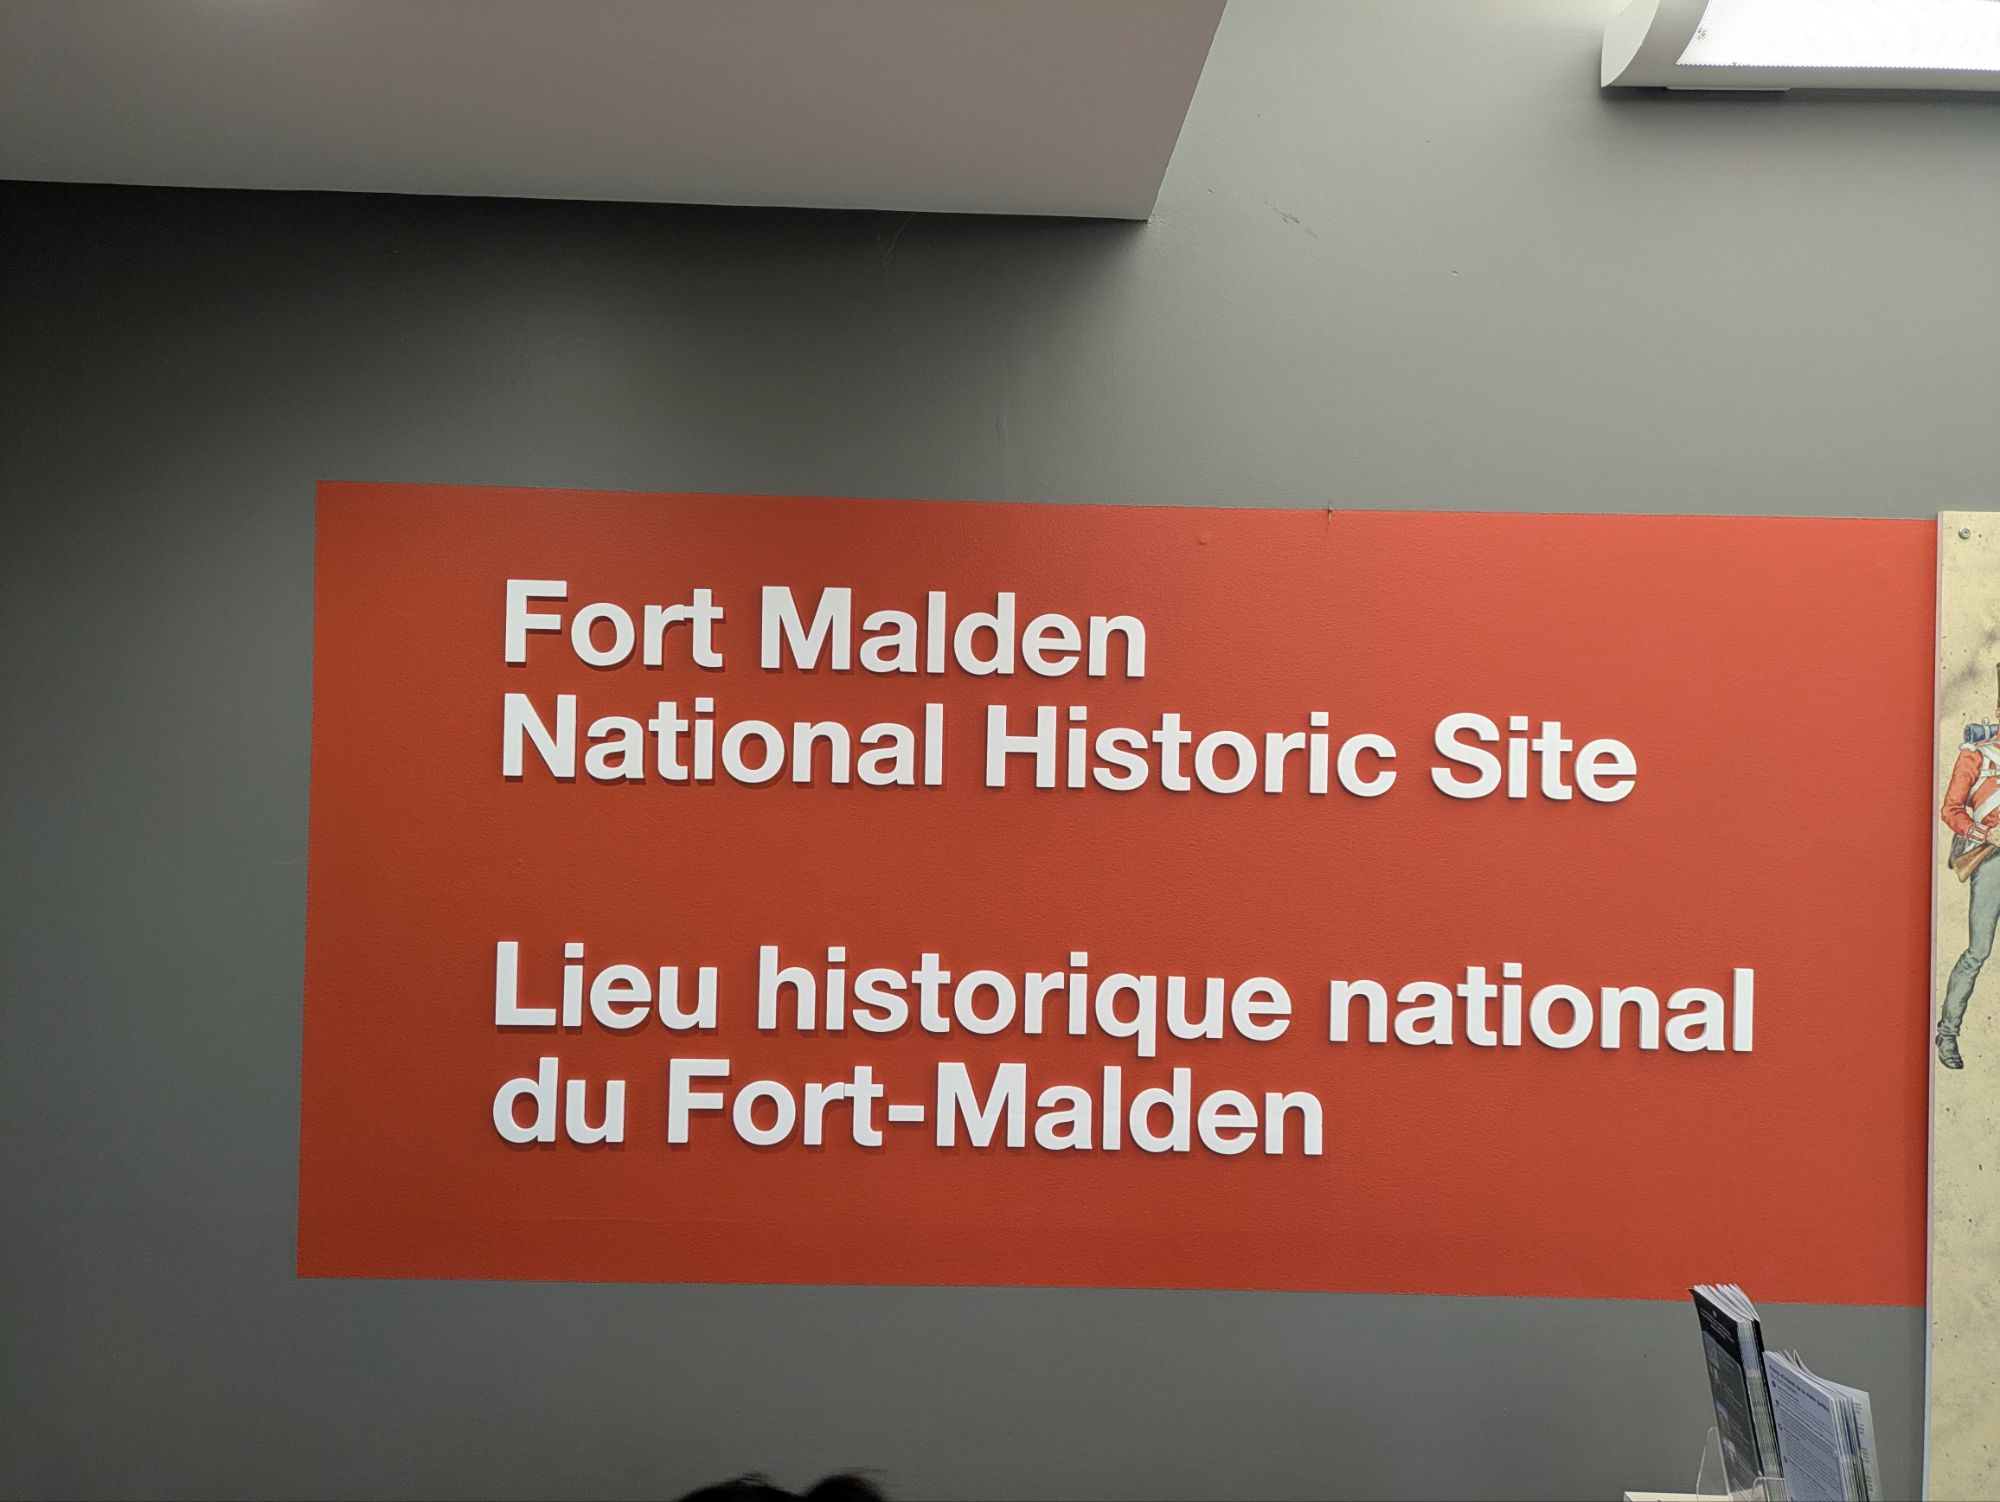 Fort Malden
National Historic Site
Lieu historique national
du Fort-Malden